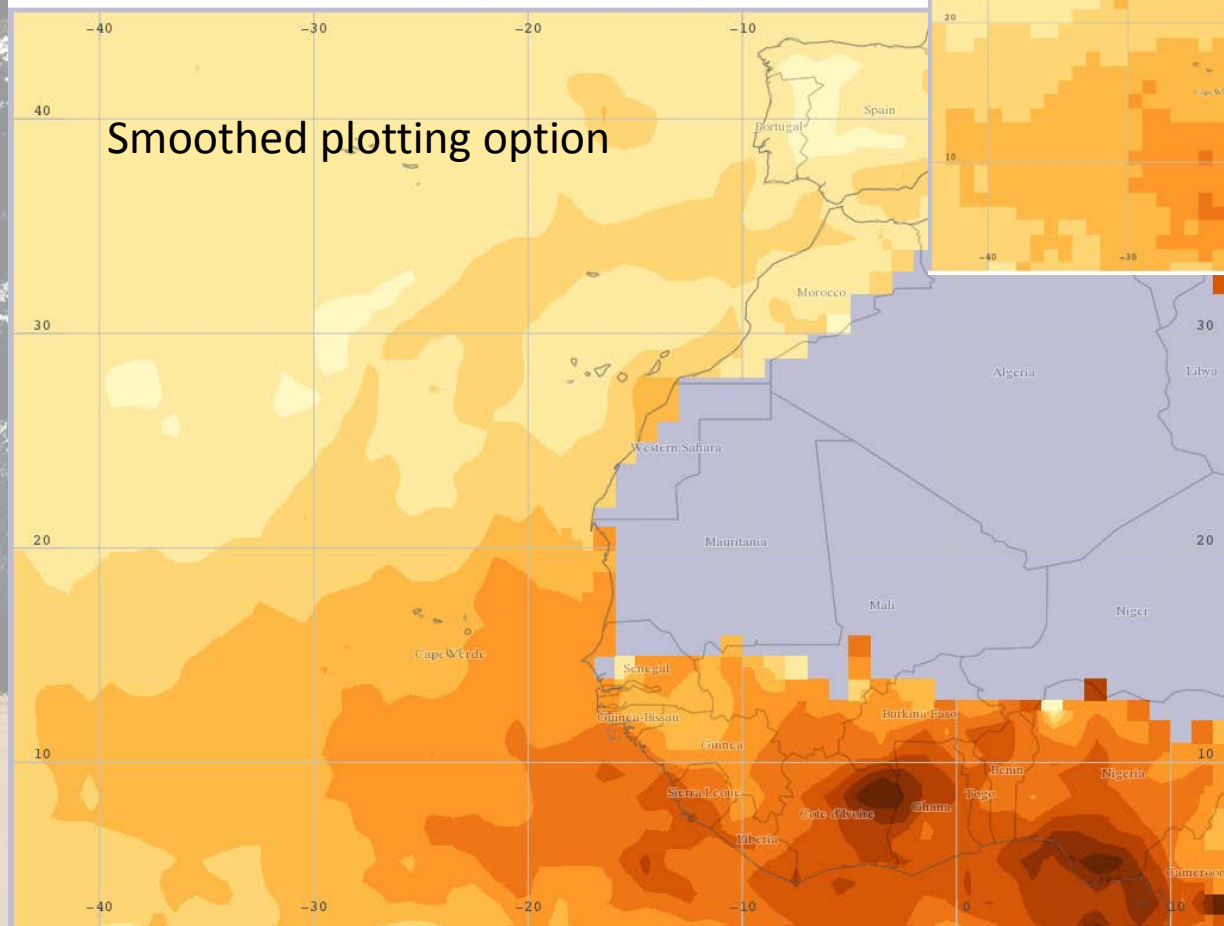 -40 -30 -20 -10
20
40
Smoothed plotting option
Spain
Portugal
10
-40 -30
Morocco
30 30
Algeria Libya
Western Sahara
20 20
Mauritania
Mali
Niger
Cape Verde
Senegal
Guinea-Bissau
Burkina Faso
Guinea
10 10
Benin
Nigeria
Sierra Leone
Togo
Cote d'Ivoire
Ghana
Liberia
Cameroon
-40 -30 -20 -10 0 10